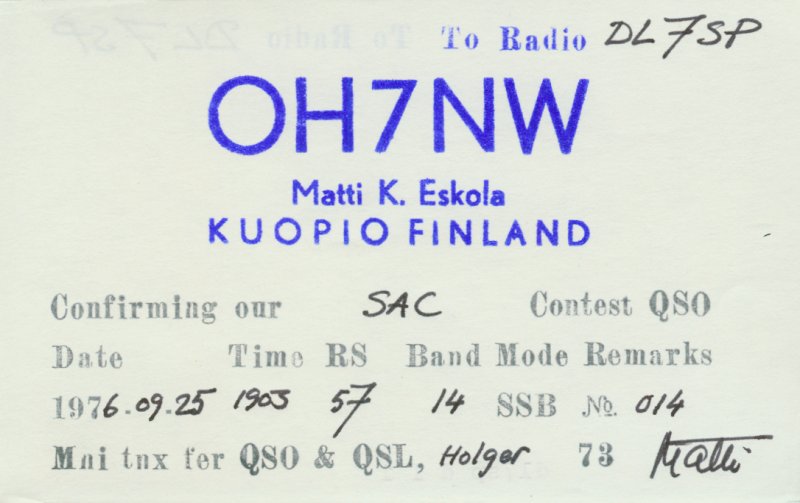 To Radio DL7SP
OH7NW
Matti K. Eskola
KUOPIO FINLAND
Confirming our SAC Contest QSO
Date Time RS Band Mode Remarks
1976.09.25 1903 57 14 SSB No. 014
Mni tnx for QSO & QSL, Holger 73 Matti